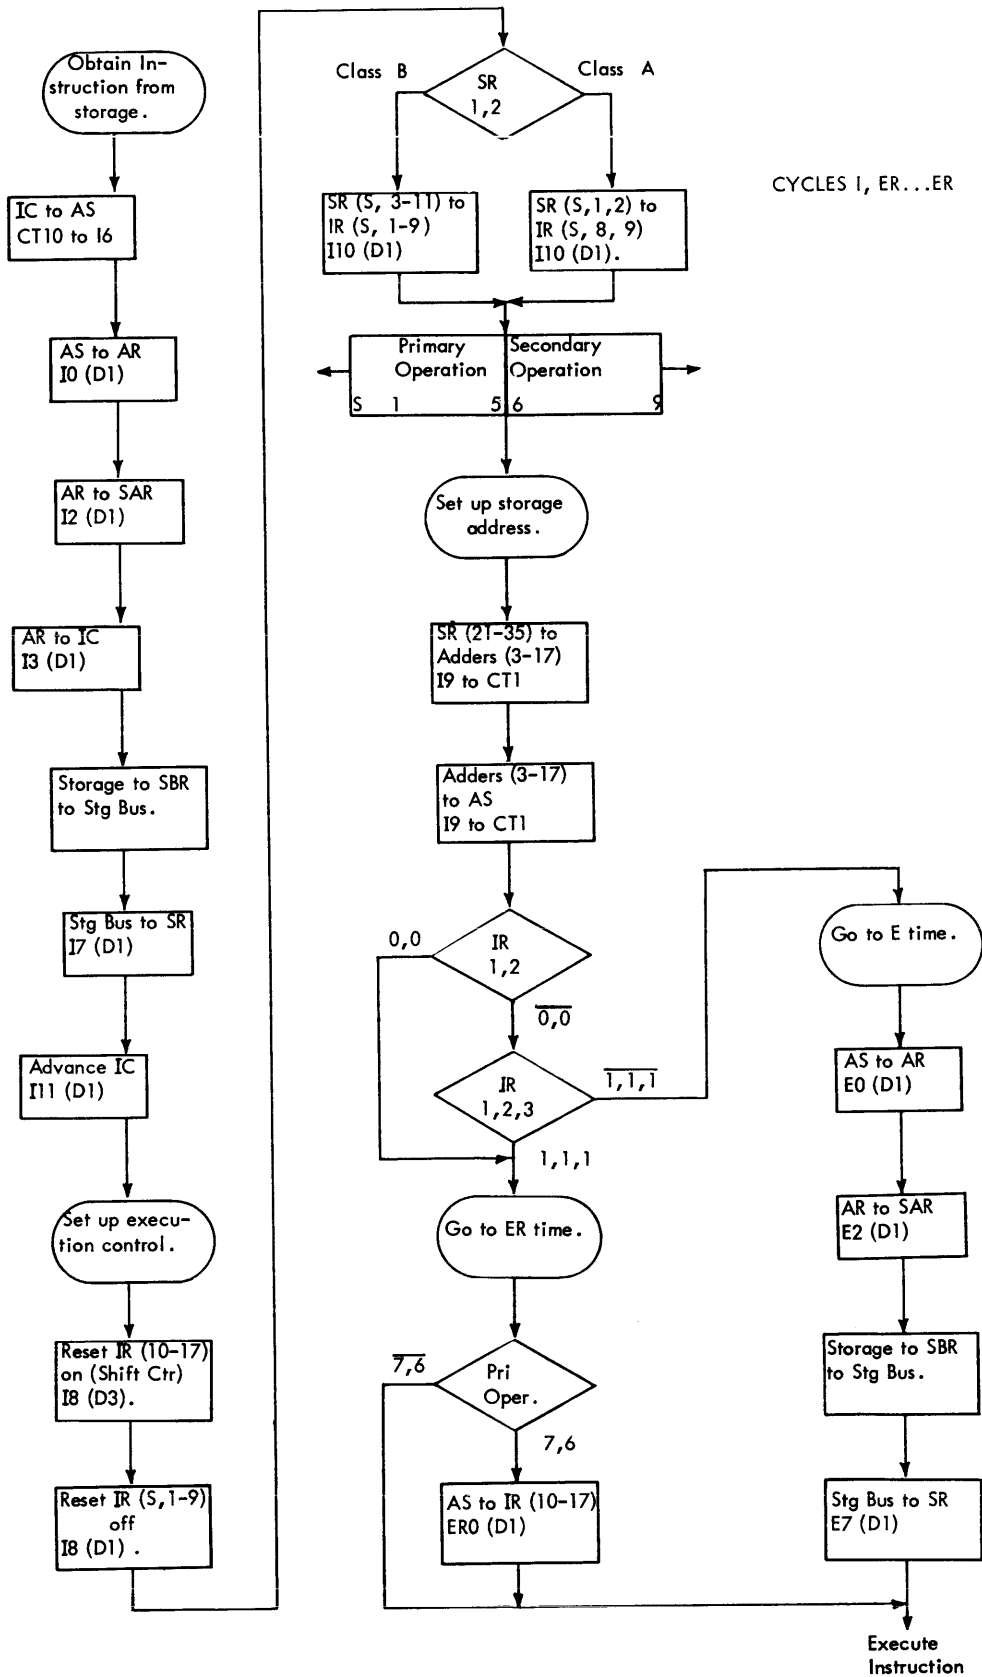 Obtain In-
struction from
storage.
IC to AS
CT10 to I6
AS to AR
I0 (D1)
AR to SAR
I2 (D1)
AR to IC
I3 (D1)
Storage to SBR
to Stg Bus.
Stg Bus to SR
I7 (D1)
Advance IC
I11 (D1)
Set up execu-
tion control.
Reset IR (10-17)
on (Shift Ctr)
I8 (D3).
Reset IR (S,1-9)
off
I8 (D1) .
Class B
Class A
SR
1,2
CYCLES I, ER...ER
SR (S, 3-11) to
IR (S, 1-9)
I10 (D1)
SR (S,1,2) to
IR (S, 8, 9)
I10 (D1).
Primary
Operation
S 1 5
Secondary
Operation
6 9
Set up storage
address.
SR (21-35) to
Adders (3-17)
I9 to CT1
Adders (3-17)
to AS
I9 to CT1
0,0
IR
1,2
0,0
IR
1,2,3
1,1,1
1,1,1
Go to ER time.
7,6
Pri
Oper.
7,6
AS to IR (10-17)
ER0 (D1)
Go to E time.
AS to AR
E0 (D1)
AR to SAR
E2 (D1)
Storage to SBR
to Stg Bus.
Stg Bus to SR
E7 (D1)
Execute
Instruction